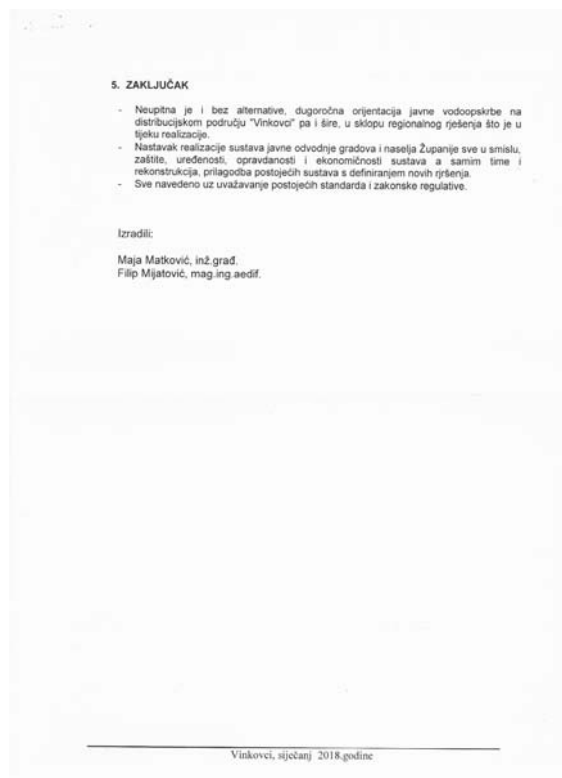 5. ZAKLJUČAK
- Neupitna je i bez alternative, dugoročna orijentacija javne vodoopskrbe na
distribucijskom području "Vinkovci" pa i šire, u sklopu regionalnog rješenja što je u
tijeku realizacije.
- Nastavak realizacije sustava javne odvodnje gradova i naselja Županije sve u smislu,
zaštite, uređenosti, opravdanosti i ekonomičnosti sustava a samim time i
rekonstrukcija, prilagodba postojećih sustava s definiranjem novih rjršenja.
- Sve navedeno uz uvažavanje postojećih standarda i zakonske regulative.
Izradili:
Maja Matković, inž.građ.
Filip Mijatović, mag.ing.aedif.
Vinkovci, siječanj 2018.godine